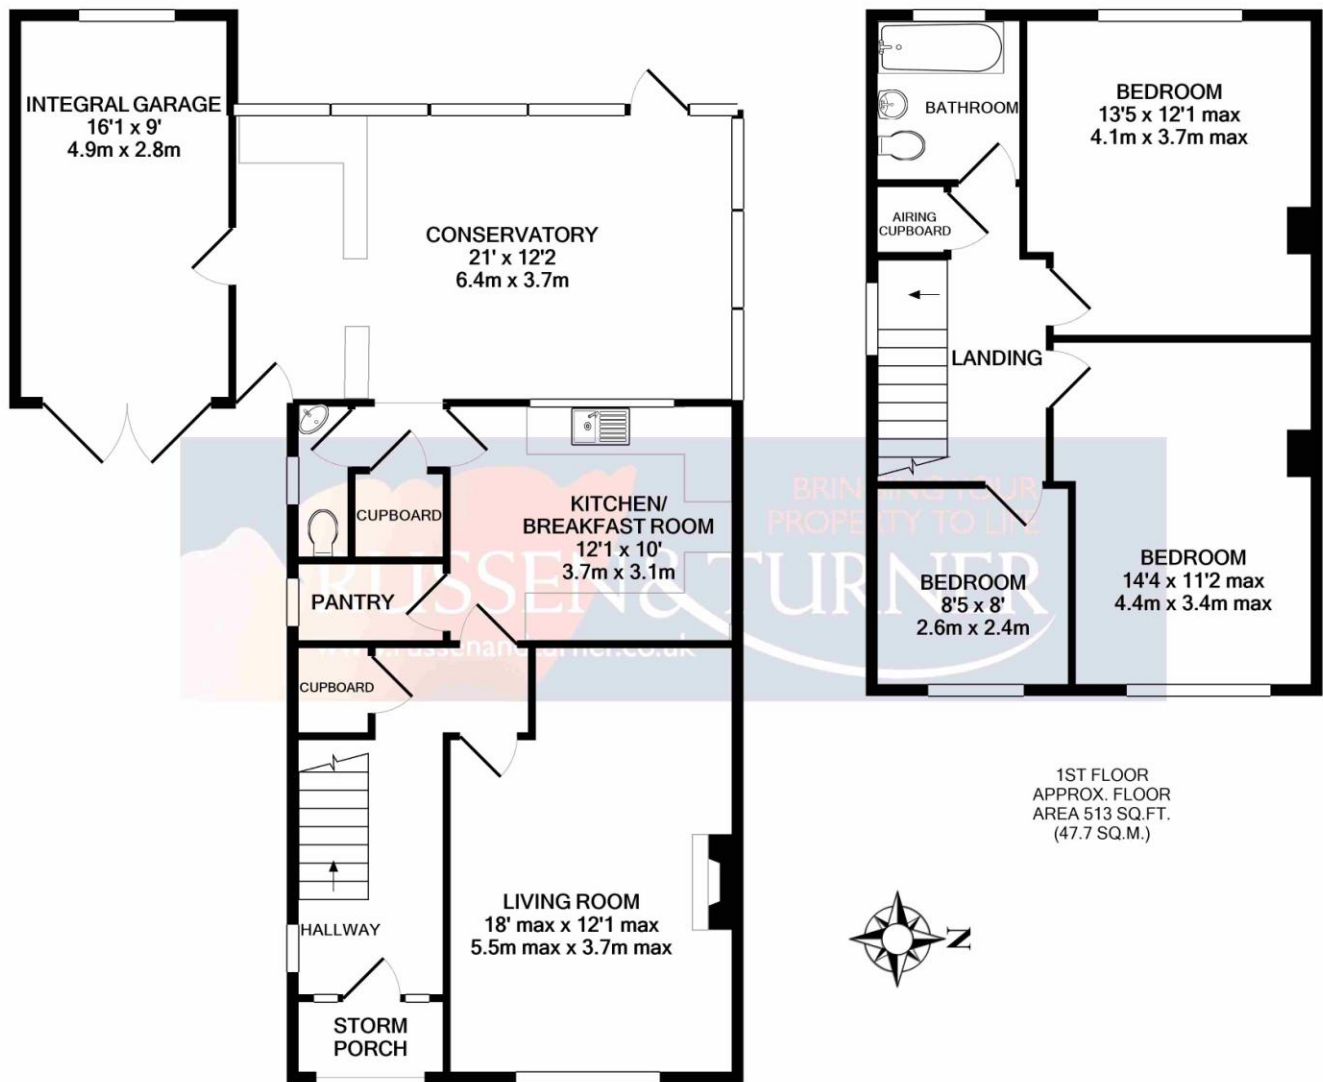 INTEGRAL GARAGE
16'1 x 9'
4.9m x 2.8m
CONSERVATORY
21' x 12'2
6.4m x 3.7m
CUPBOARD
KITCHEN/
BREAKFAST ROOM
12'1 x 10'
3.7m x 3.1m
PANTRY
CUPBOARD
HALLWAY
LIVING ROOM
18' max x 12'1 max
5.5m max x 3.7m max
STORM
PORCH
BATHROOM
BEDROOM
13'5 x 12'1 max
4.1m x 3.7m max
AIRING
CUPBOARD
LANDING
BEDROOM
8'5 x 8'
2.6m x 2.4m
BEDROOM
14'4 x 11'2 max
4.4m x 3.4m max
1ST FLOOR
APPROX. FLOOR
AREA 513 SQ.FT.
(47.7 SQ.M.)
N
BRINGING YOUR
PROPERTY TO LIFE
RUSSEN & TURNER
www.russenandturner.co.uk